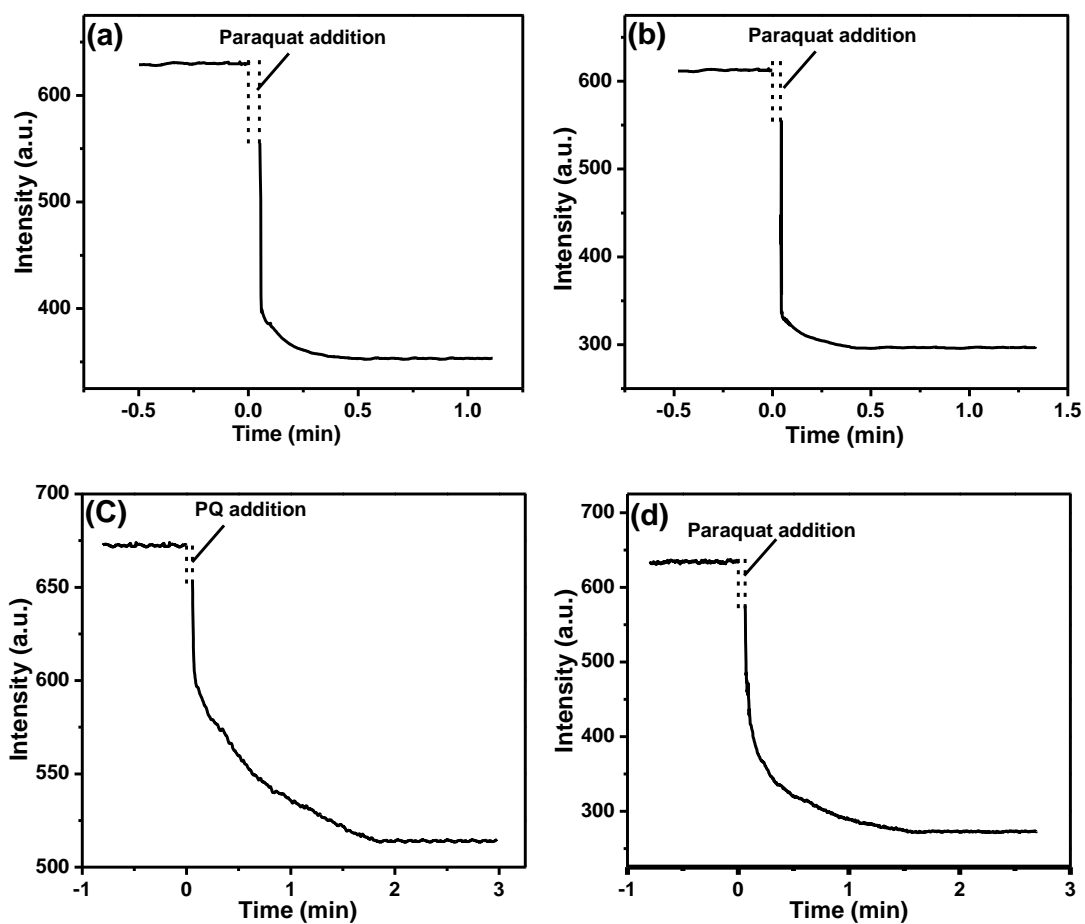 (a)
Paraquat addition
600
500
400
Intensity (a.u.)
-0.5 0.0 0.5 1.0
Time (min)
(b)
Paraquat addition
600
500
400
300
Intensity (a.u.)
-0.5 0.0 0.5 1.0 1.5
Time (min)
(C)
PQ addition
700
650
600
550
500
Intensity (a.u.)
-1 0 1 2 3
Time (min)
(d)
Paraquat addition
700
600
500
400
300
Intensity (a.u.)
-1 0 1 2 3
Time (min)